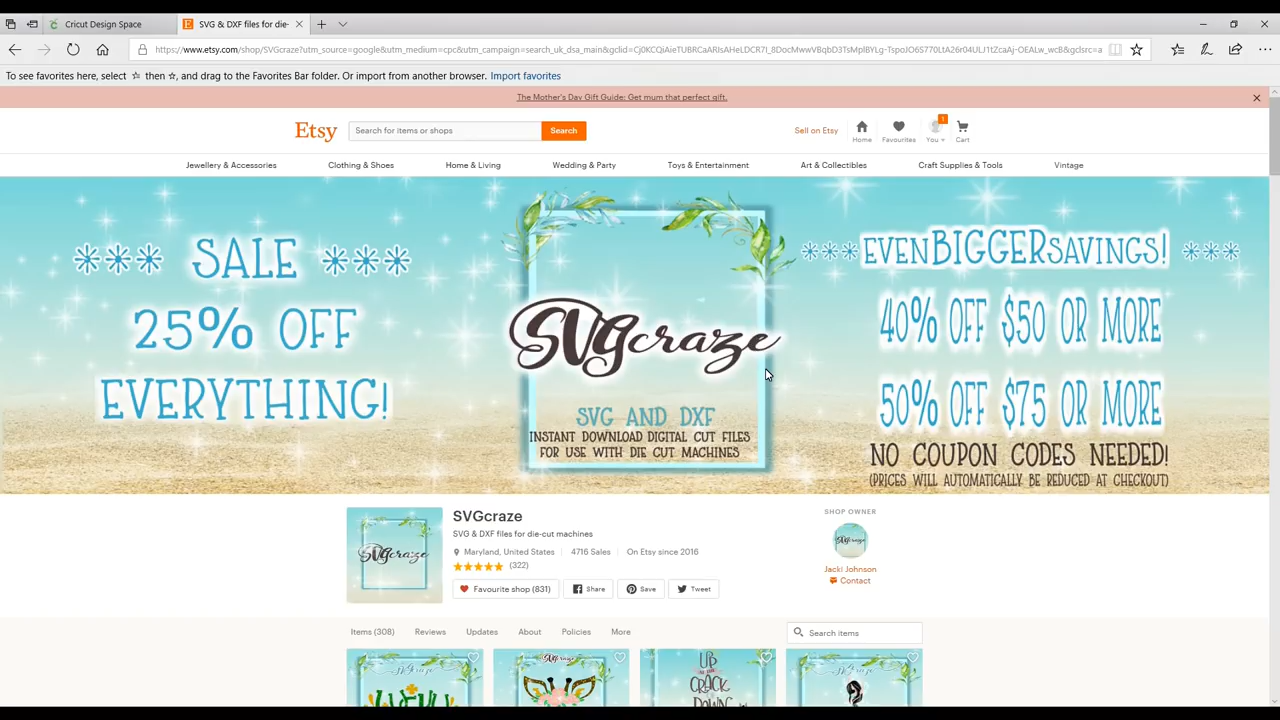 Cricut Design Space
SVG & DXF files for die-
https://www.etsy.com/shop/SVGcraze?utm_source=google&utm_medium=cpc&utm_campaign=search_uk_dsa_main&gclid=
To see favorites here, select ☆ then ☆, and drag to the Favorites Bar folder. Or import from another browser. Import favorites
The Mother's Day Gift Guide: Get mum that perfect gift.
Etsy
Search for items or shops
Search
Sell on Etsy
Home
Favourites
1
You
Cart
Jewellery & Accessories
Clothing & Shoes
Home & Living
Wedding & Party
Toys & Entertainment
Art & Collectibles
Craft Supplies & Tools
Vintage
*** SALE ***
25% OFF
EVERYTHING!
SVGcraze
SVG AND DXF
INSTANT DOWNLOAD DIGITAL CUT FILES
FOR USE WITH DIE CUT MACHINES
***EVEN BIGGER SAVINGS! ***
40% OFF $50 OR MORE
50% OFF $75 OR MORE
NO COUPON CODES NEEDED!
(PRICES WILL AUTOMATICALLY BE REDUCED AT CHECKOUT)
SVGcraze
SVGcraze
SVG & DXF files for die-cut machines
Maryland, United States
4716 Sales
On Etsy since 2016
(322)
Favourite shop (831)
Share
Save
Tweet
SHOP OWNER
SVGcraze
Jacki Johnson
Contact
Items (308)
Reviews
Updates
About
Policies
More
Search items
SVGcraze
SVGcraze
UB
CRACK
DOWN